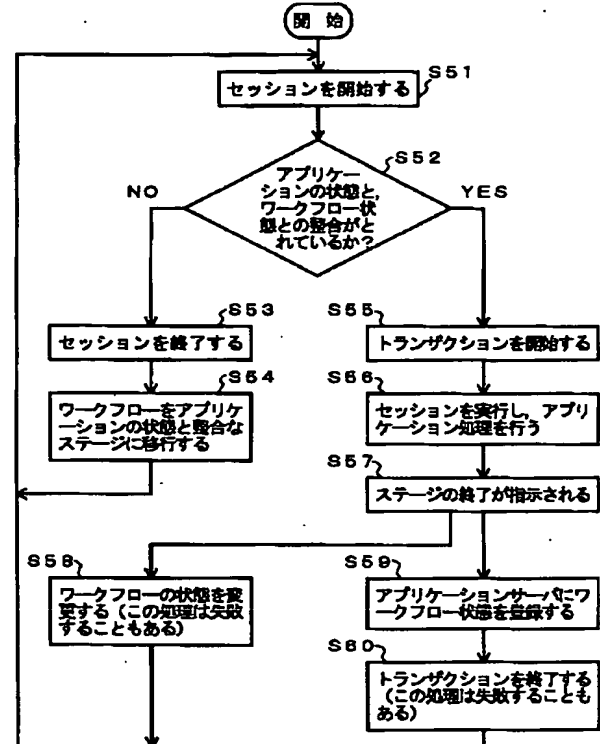 開 始
S51
セッションを開始する
S52
アプリケー
ションの状態と,
ワークフロー状
態との整合がと
れているか?
NO
YES
S53
セッションを終了する
S54
ワークフローをアプリケ
ーションの状態と整合な
ステージに移行する
S55
トランザクションを開始する
S56
セッションを実行し, アプリ
ケーション処理を行う
S57
ステージの終了が指示される
S58
ワークフローの状態を変
更する(この処理は失敗
することもある)
S59
アプリケーションサーバにワ
ークフロー状態を登録する
S60
トランザクションを終了する
(この処理は失敗することも
ある)